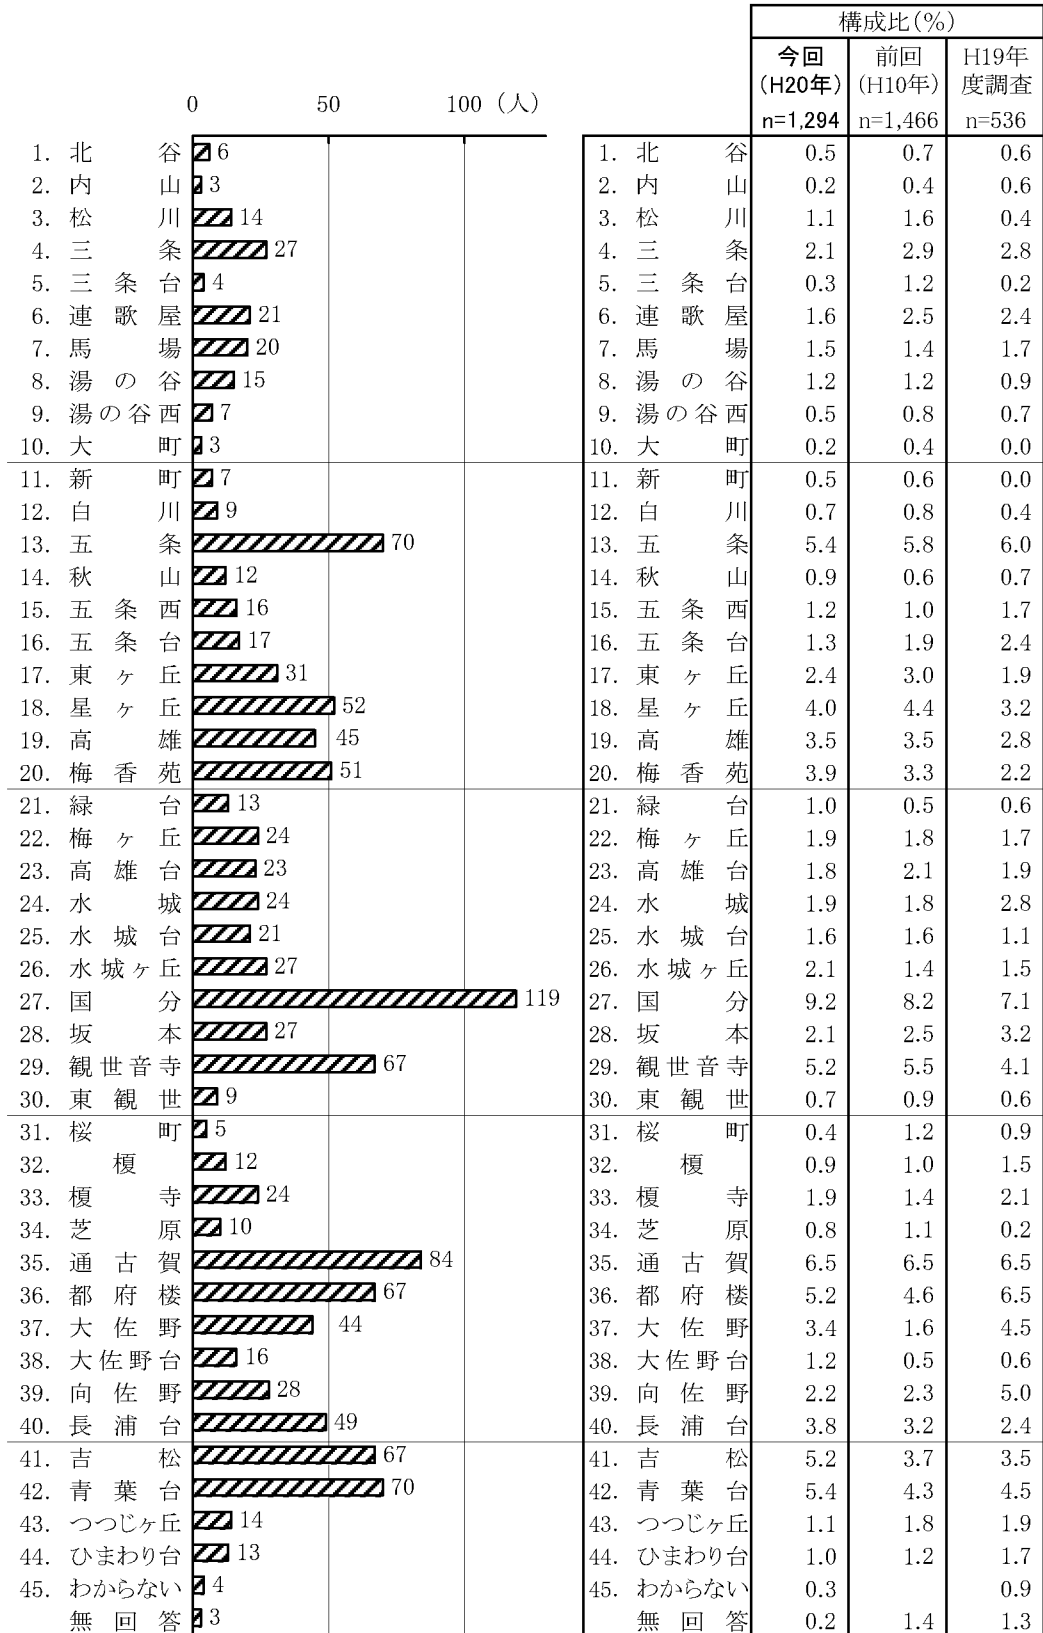 構成比(%)
今回 前回 H19年
(H20年) (H10年) 度調査
0 50 100 (人)
n=1,294 n=1,466 n=536
1. 北谷 6 1. 北谷 0.5 0.7 0.6
2. 内山 3 2. 内山 0.2 0.4 0.6
3. 松川 14 3. 松川 1.1 1.6 0.4
4. 三条 27 4. 三条 2.1 2.9 2.8
5. 三条台 4 5. 三条台 0.3 1.2 0.2
6. 連歌屋 21 6. 連歌屋 1.6 2.5 2.4
7. 馬場 20 7. 馬場 1.5 1.4 1.7
8. 湯の谷 15 8. 湯の谷 1.2 1.2 0.9
9. 湯の谷西 7 9. 湯の谷西 0.5 0.8 0.7
10. 大町 3 10. 大町 0.2 0.4 0.0
11. 新町 7 11. 新町 0.5 0.6 0.0
12. 白川 9 12. 白川 0.7 0.8 0.4
13. 五条 70 13. 五条 5.4 5.8 6.0
14. 秋山 12 14. 秋山 0.9 0.6 0.7
15. 五条西 16 15. 五条西 1.2 1.0 1.7
16. 五条台 17 16. 五条台 1.3 1.9 2.4
17. 東ヶ丘 31 17. 東ヶ丘 2.4 3.0 1.9
18. 星ヶ丘 52 18. 星ヶ丘 4.0 4.4 3.2
19. 高雄 45 19. 高雄 3.5 3.5 2.8
20. 梅香苑 51 20. 梅香苑 3.9 3.3 2.2
21. 緑台 13 21. 緑台 1.0 0.5 0.6
22. 梅ヶ丘 24 22. 梅ヶ丘 1.9 1.8 1.7
23. 高雄台 23 23. 高雄台 1.8 2.1 1.9
24. 水城 24 24. 水城 1.9 1.8 2.8
25. 水城台 21 25. 水城台 1.6 1.6 1.1
26. 水城ヶ丘 27 26. 水城ヶ丘 2.1 1.4 1.5
27. 国分 119 27. 国分 9.2 8.2 7.1
28. 坂本 27 28. 坂本 2.1 2.5 3.2
29. 観世音寺 67 29. 観世音寺 5.2 5.5 4.1
30. 東観世 9 30. 東観世 0.7 0.9 0.6
31. 桜町 5 31. 桜町 0.4 1.2 0.9
32. 榎 12 32. 榎 0.9 1.0 1.5
33. 榎寺 24 33. 榎寺 1.9 1.4 2.1
34. 芝原 10 34. 芝原 0.8 1.1 0.2
35. 通古賀 84 35. 通古賀 6.5 6.5 6.5
36. 都府楼 67 36. 都府楼 5.2 4.6 6.5
37. 大佐野 44 37. 大佐野 3.4 1.6 4.5
38. 大佐野台 16 38. 大佐野台 1.2 0.5 0.6
39. 向佐野 28 39. 向佐野 2.2 2.3 5.0
40. 長浦台 49 40. 長浦台 3.8 3.2 2.4
41. 吉松 67 41. 吉松 5.2 3.7 3.5
42. 青葉台 70 42. 青葉台 5.4 4.3 4.5
43. つつじヶ丘 14 43. つつじヶ丘 1.1 1.8 1.9
44. ひまわり台 13 44. ひまわり台 1.0 1.2 1.7
45. わからない 4 45. わからない 0.3 0.9
無回答 3 無回答 0.2 1.4 1.3